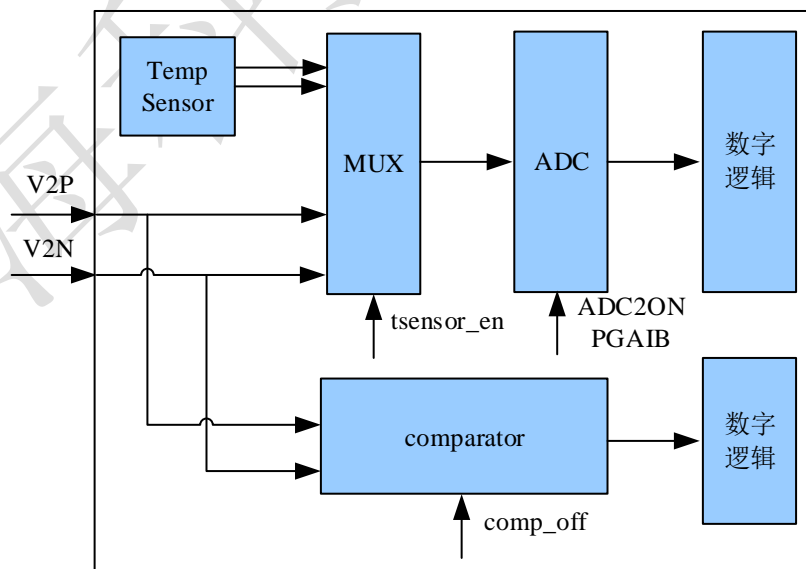 Temp
Sensor
MUX
ADC
数字
逻辑
V2P
V2N
tsensor_en
ADC2ON
PGAIB
comparator
数字
逻辑
comp_off